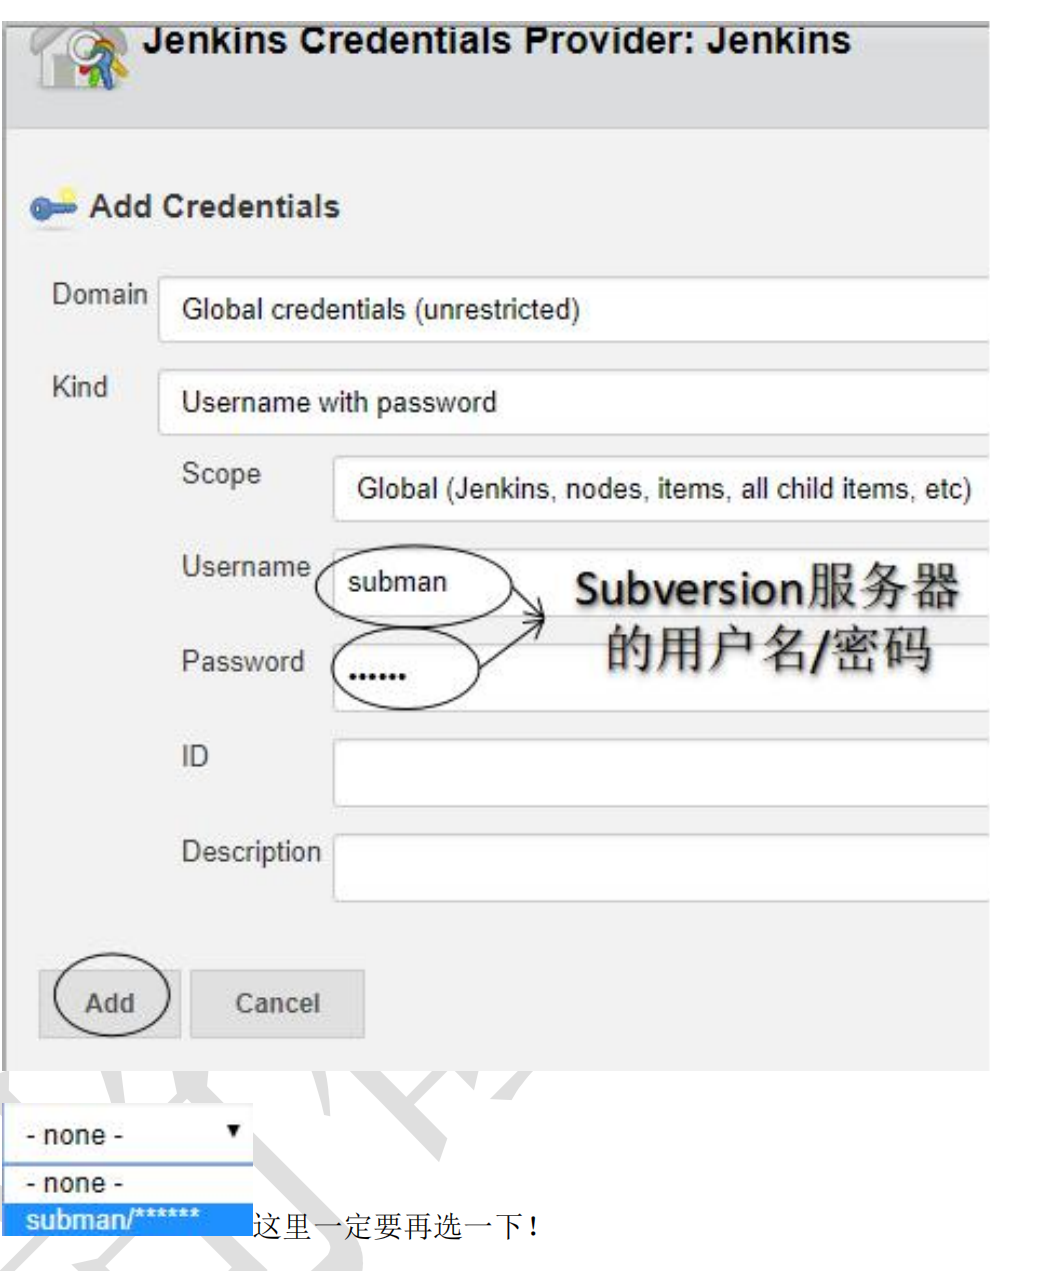 Jenkins Credentials Provider: Jenkins
Add Credentials
Domain
Global credentials (unrestricted)
Kind
Username with password
Scope
Global (Jenkins, nodes, items, all child items, etc)
Username
subman
Subversion服务器
的用户名/密码
Password
••••••
ID
Description
Add
Cancel
- none -
- none -
subman/******
这里一定要再选一下！